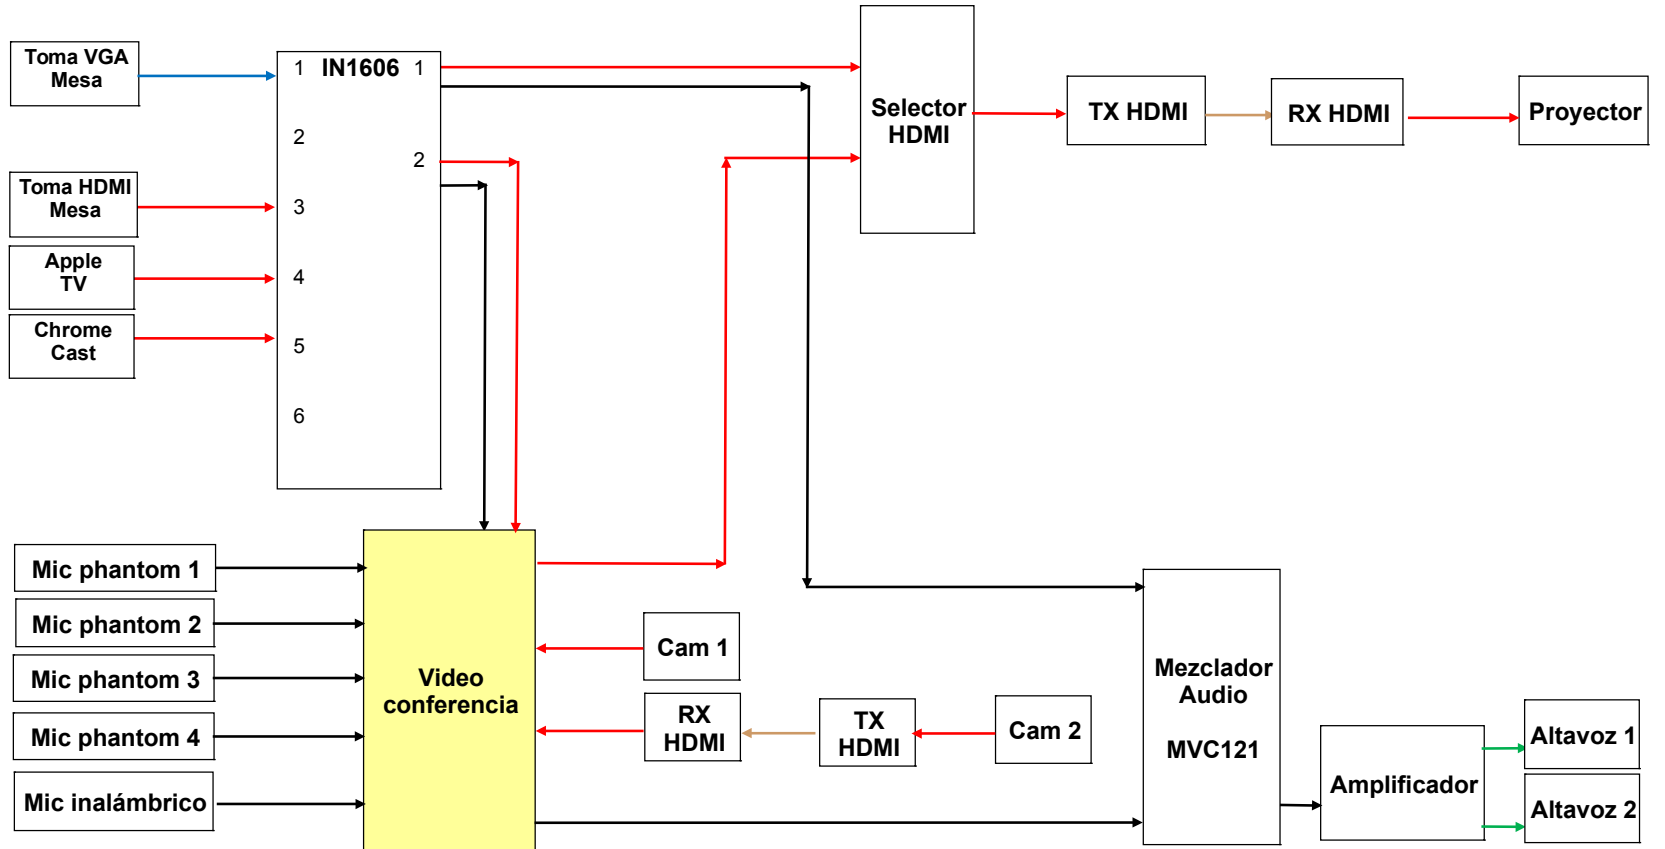 Toma VGA
Mesa
Toma HDMI
Mesa
Apple
TV
Chrome
Cast
1 IN1606 1
2
2
3
4
5
6
Selector
HDMI
TX HDMI
RX HDMI
Proyector
Mic phantom 1
Mic phantom 2
Mic phantom 3
Mic phantom 4
Mic inalámbrico
Video
conferencia
Cam 1
RX
HDMI
TX
HDMI
Cam 2
Mezclador
Audio
MVC121
Amplificador
Altavoz 1
Altavoz 2